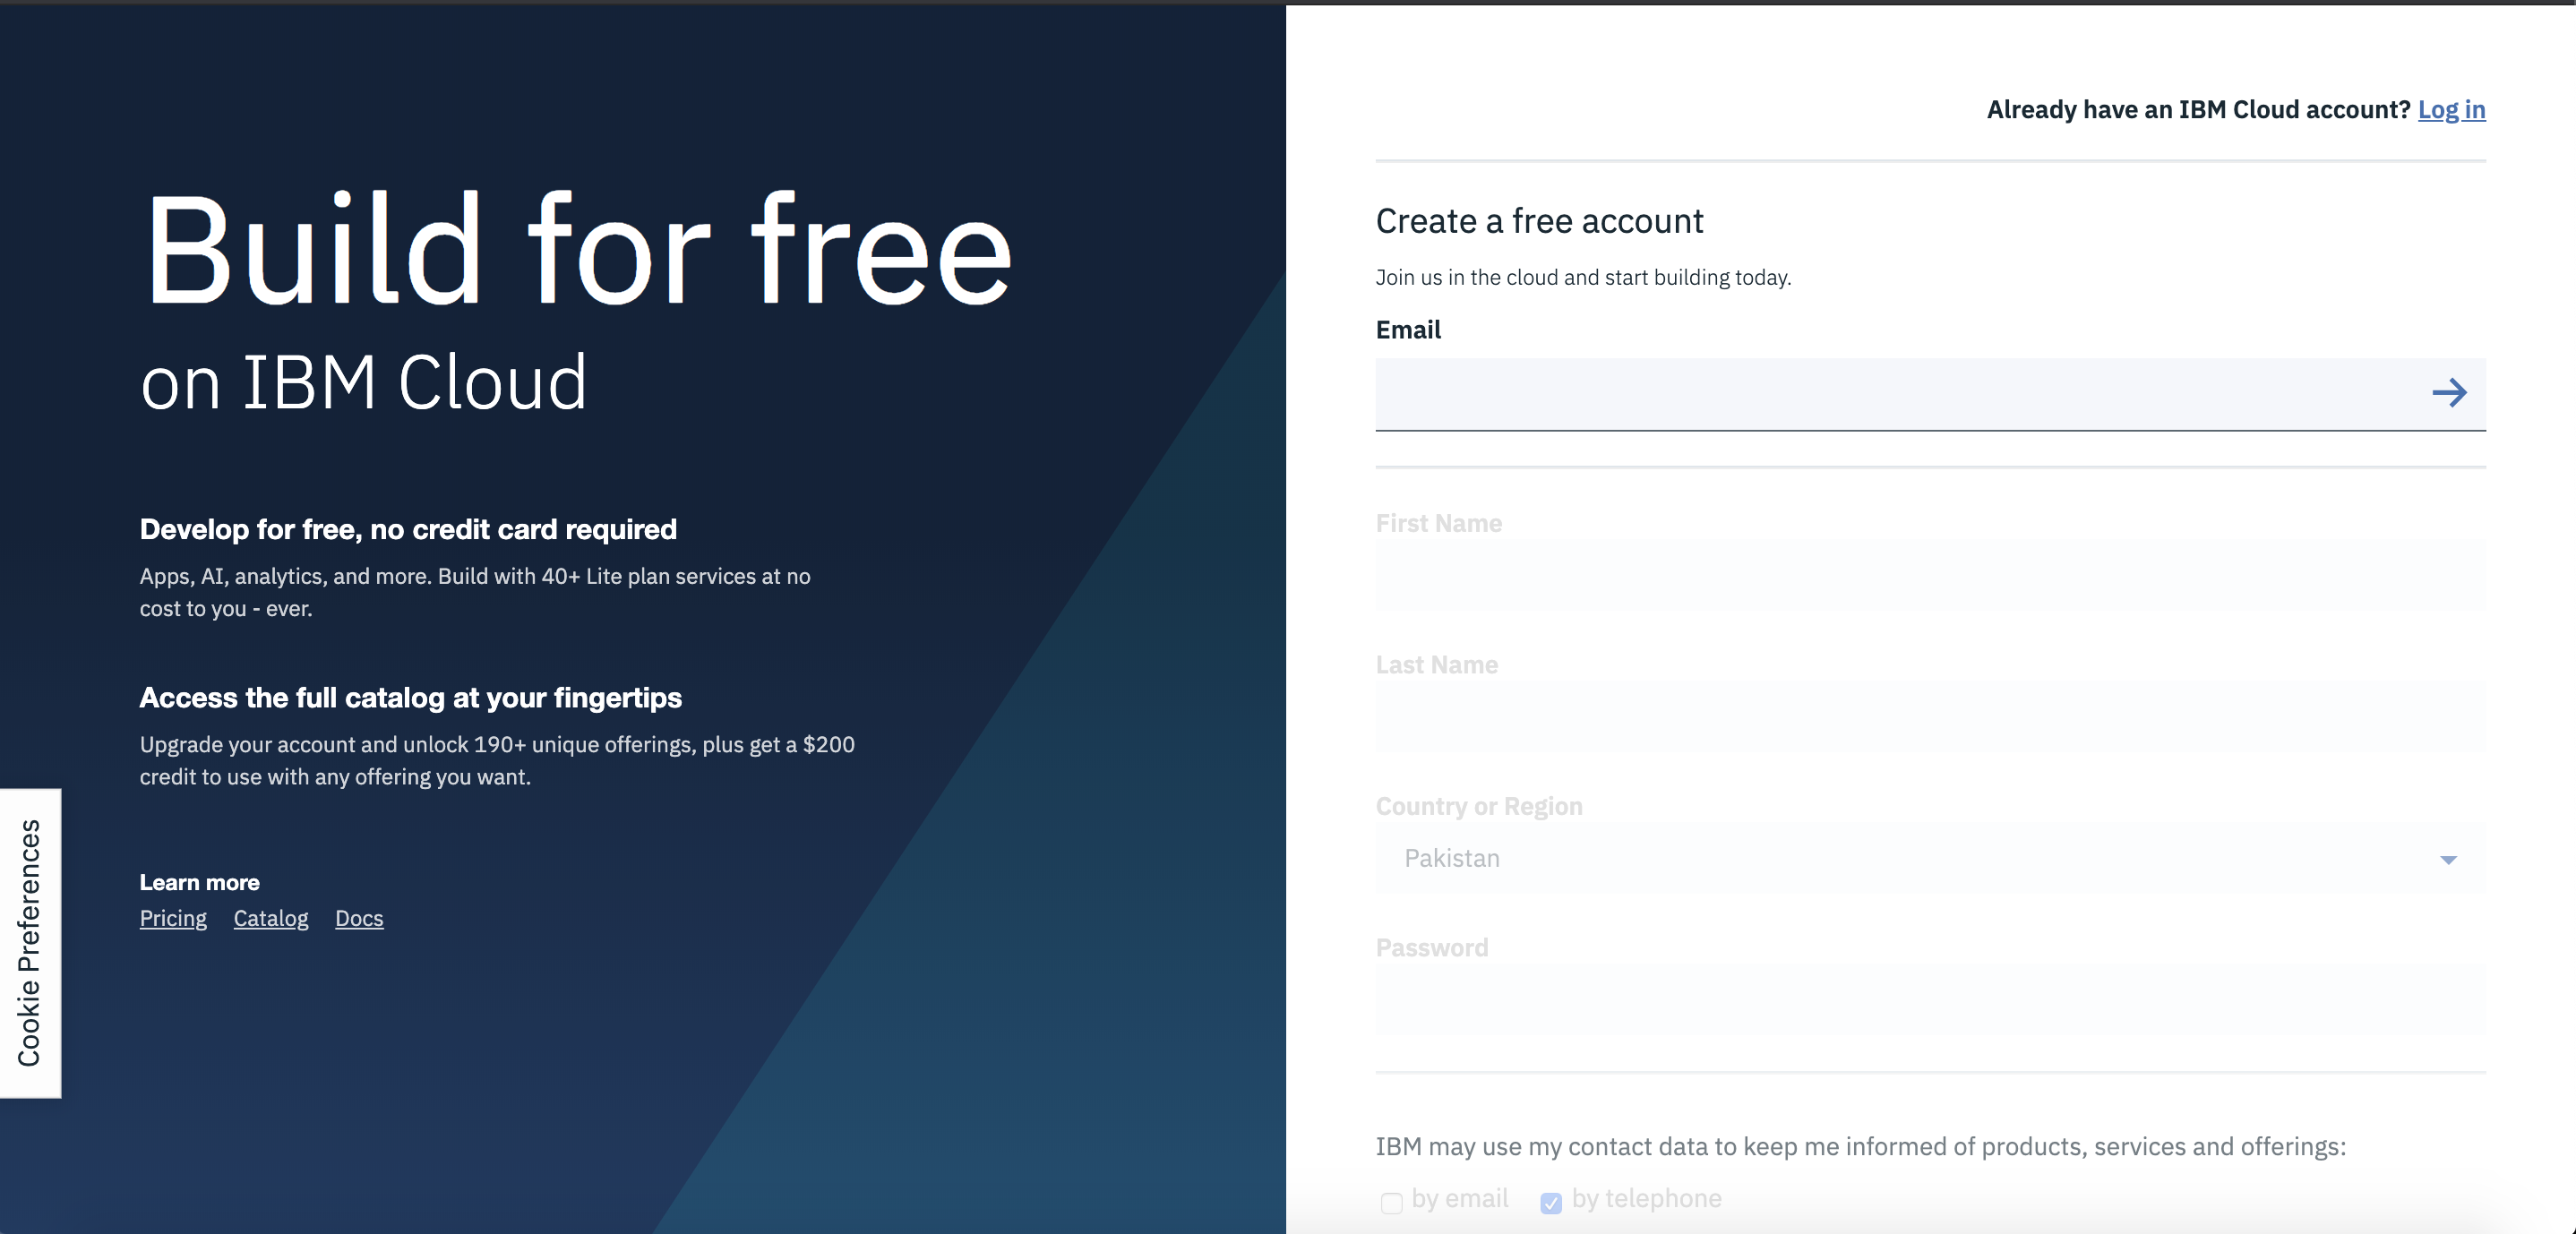 Build for free
on IBM Cloud
Develop for free, no credit card required
Apps, AI, analytics, and more. Build with 40+ Lite plan services at no
cost to you - ever.
Access the full catalog at your fingertips
Upgrade your account and unlock 190+ unique offerings, plus get a $200
credit to use with any offering you want.
Learn more
Pricing Catalog Docs
Cookie Preferences
Already have an IBM Cloud account? Log in
Create a free account
Join us in the cloud and start building today.
Email
First Name
Last Name
Country or Region
Pakistan
Password
IBM may use my contact data to keep me informed of products, services and offerings:
by email by telephone